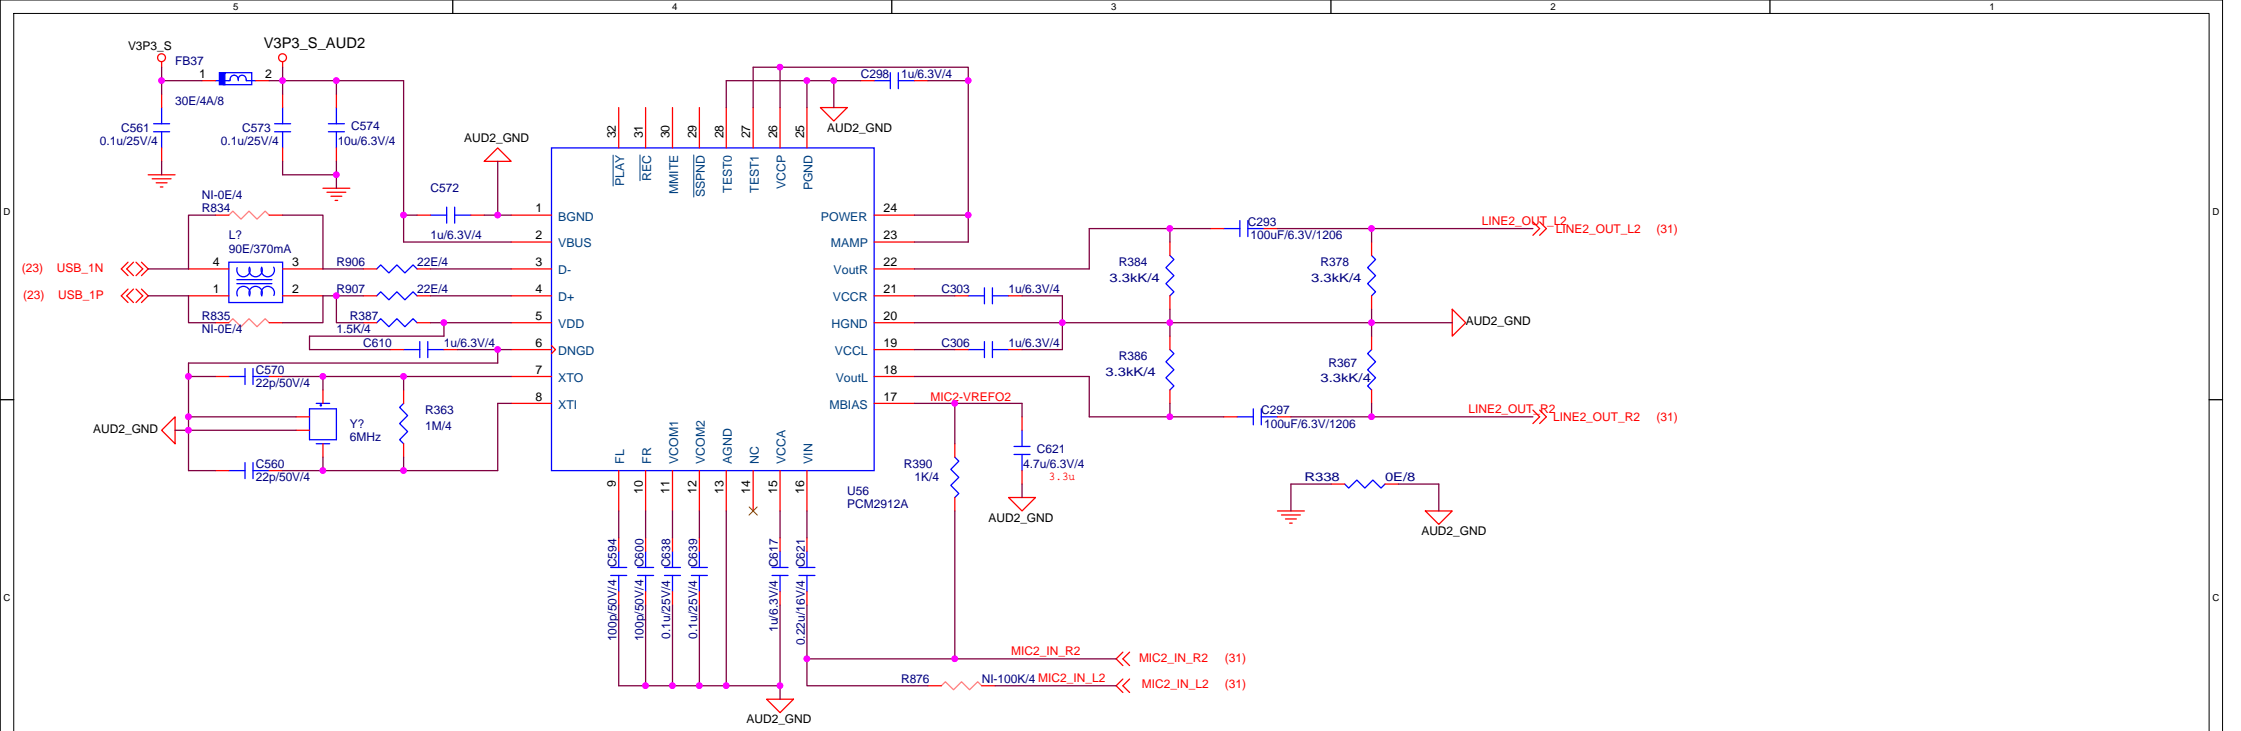 5 4 3 2 1
V3P3_S
V3P3_S_AUD2
FB37
1 2
30E/4A/8
C561
0.1u/25V/4
C573
0.1u/25V/4
C574
10u/6.3V/4
AUD2_GND
C572
1u/6.3V/4
C298 1u/6.3V/4
AUD2_GND
32 31 30 29 28 27 26 25
PLAY REC MMITE SSPND TEST0 TEST1 VCCP PGND
D
D
NI-0E/4
R834
L?
90E/370mA
4 3
1 2
(23) USB_1N
(23) USB_1P
R835
NI-0E/4
R906 22E/4
R907 22E/4
R387
1.5K/4
C610 1u/6.3V/4
1 BGND
2 VBUS
3 D-
4 D+
5 VDD
6 DNGD
7 XTO
8 XTI
POWER 24
MAMP 23
VoutR 22
VCCR 21
HGND 20
VCCL 19
VoutL 18
MBIAS 17
C303 1u/6.3V/4
C306 1u/6.3V/4
MIC2-VREFO2
C293
100uF/6.3V/1206
LINE2_OUT_L2
LINE2_OUT_L2 (31)
R384
3.3kK/4
R378
3.3kK/4
AUD2_GND
R386
3.3kK/4
R367
3.3kK/4
C297
100uF/6.3V/1206
LINE2_OUT_R2
LINE2_OUT_R2 (31)
C570
22p/50V/4
AUD2_GND
Y?
6MHz
R363
1M/4
C560
22p/50V/4
FL FR VCOM1 VCOM2 AGND NC VCCA VIN
9 10 11 12 13 14 15 16
U56
PCM2912A
R390
1K/4
C621
4.7u/6.3V/4
3.3u
AUD2_GND
R338 0E/8
AUD2_GND
C594
100p/50V/4
C600
100p/50V/4
C638
0.1u/25V/4
C639
0.1u/25V/4
C617
1u/6.3V/4
C621
0.22u/16V/4
C
C
MIC2_IN_R2
MIC2_IN_R2 (31)
R876 NI-100K/4
MIC2_IN_L2
MIC2_IN_L2 (31)
AUD2_GND